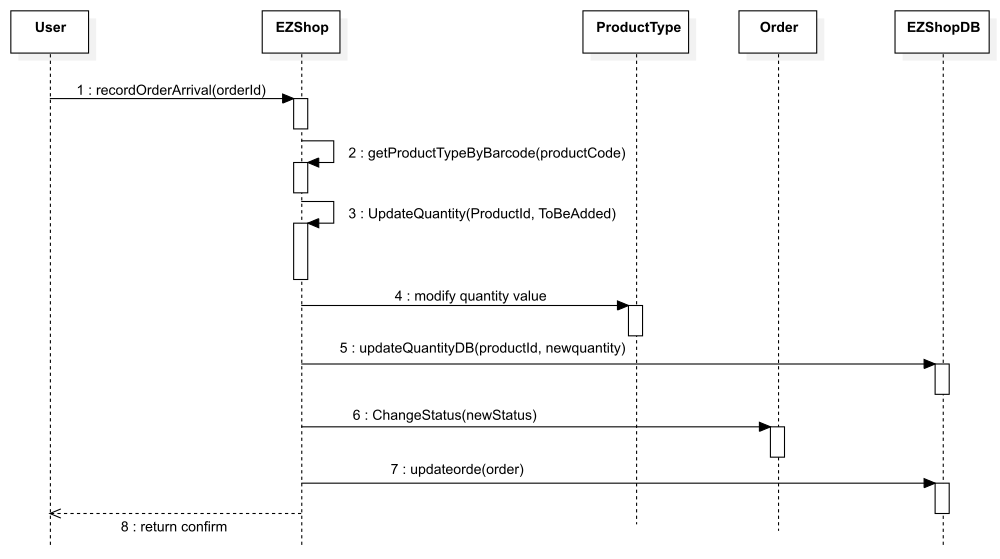 User
EZShop
ProductType
Order
EZShopDB
1 : recordOrderArrival(orderId)
2 : getProductTypeByBarcode(productCode)
3 : UpdateQuantity(ProductId, ToBeAdded)
4 : modify quantity value
5 : updateQuantityDB(productId, newquantity)
6 : ChangeStatus(newStatus)
7 : updateorde(order)
8 : return confirm